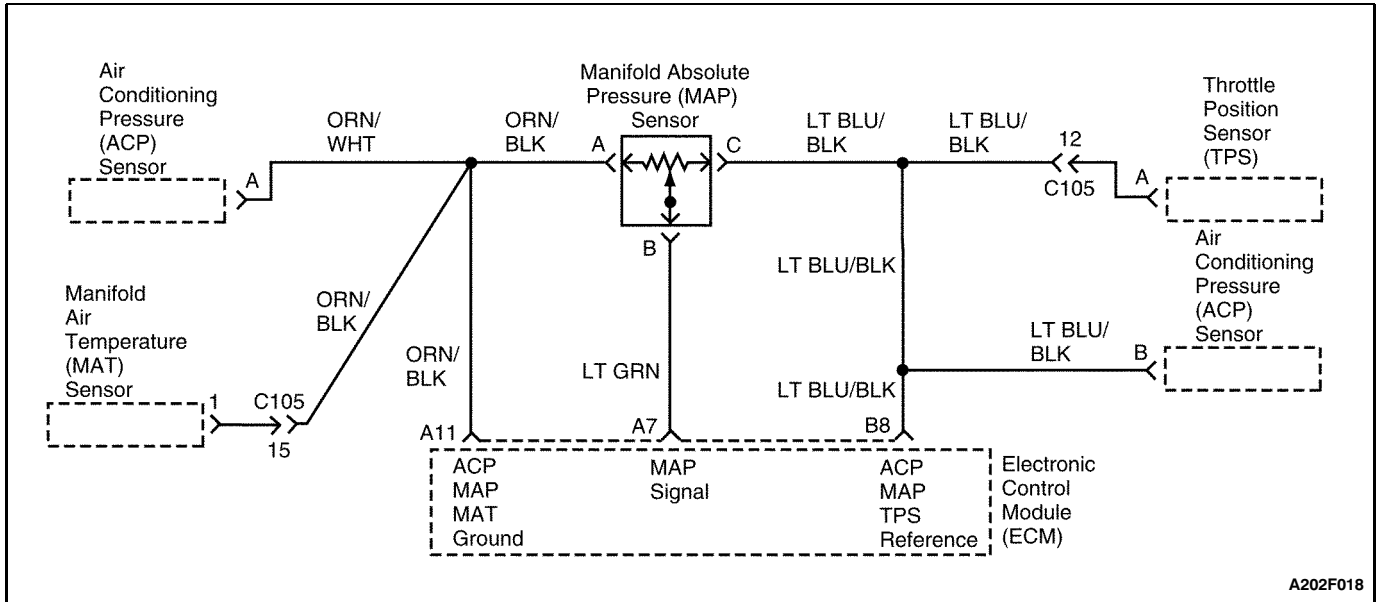 Air
Conditioning
Pressure
(ACP)
Sensor
A
ORN/
WHT
ORN/
BLK
Manifold Absolute
Pressure (MAP)
Sensor
A
C
B
LT BLU/
BLK
LT BLU/
BLK
12
C105
Throttle
Position
Sensor
(TPS)
A
Manifold
Air
Temperature
(MAT)
Sensor
1
C105
15
ORN/
BLK
ORN/
BLK
LT GRN
LT BLU/BLK
LT BLU/BLK
LT BLU/
BLK
Air
Conditioning
Pressure
(ACP)
Sensor
B
A11
A7
B8
ACP
MAP
MAT
Ground
MAP
Signal
ACP
MAP
TPS
Reference
Electronic
Control
Module
(ECM)
A202F018